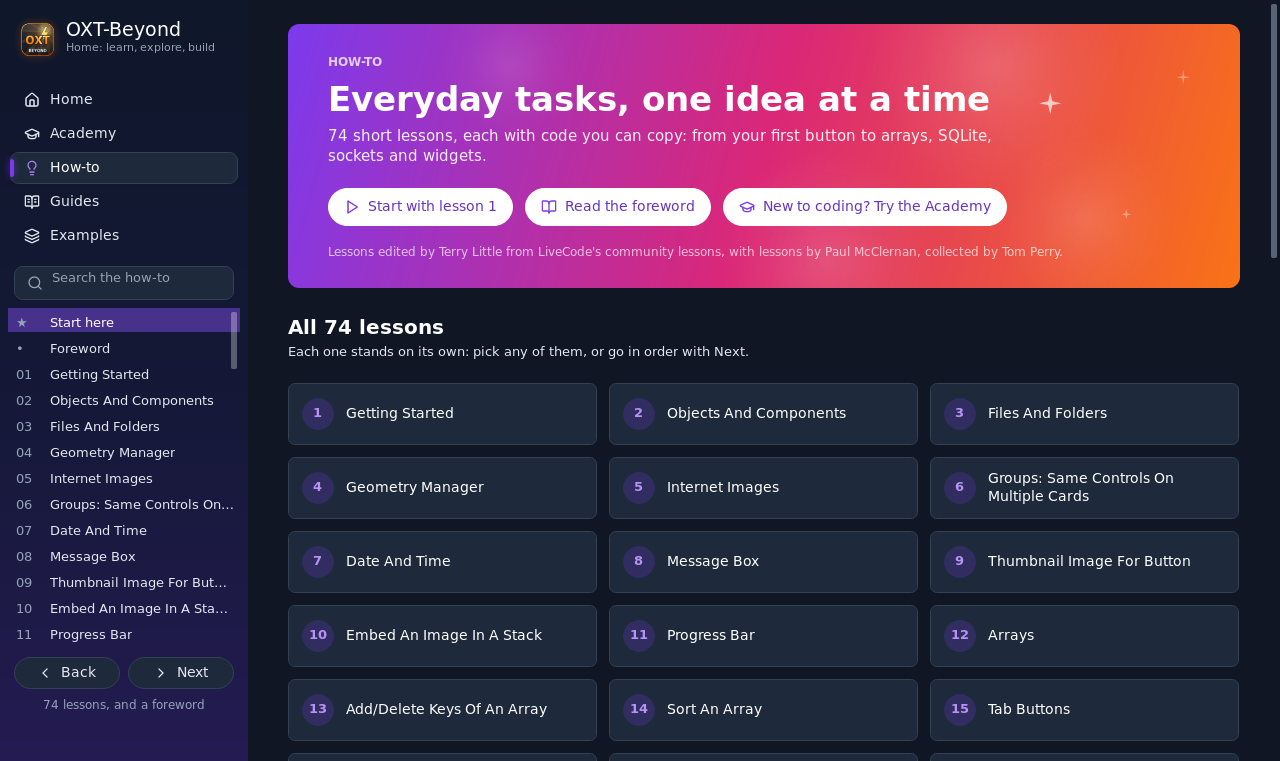 OXT
BEYOND
OXT-Beyond
Home: learn, explore, build
Home
Academy
How-to
Guides
Examples
Search the how-to
★ Start here
• Foreword
01 Getting Started
02 Objects And Components
03 Files And Folders
04 Geometry Manager
05 Internet Images
06 Groups: Same Controls On...
07 Date And Time
08 Message Box
09 Thumbnail Image For But...
10 Embed An Image In A Sta...
11 Progress Bar
Back Next
74 lessons, and a foreword
HOW-TO
Everyday tasks, one idea at a time
74 short lessons, each with code you can copy: from your first button to arrays, SQLite,
sockets and widgets.
Start with lesson 1 Read the foreword New to coding? Try the Academy
Lessons edited by Terry Little from LiveCode's community lessons, with lessons by Paul McClernan, collected by Tom Perry.
All 74 lessons
Each one stands on its own: pick any of them, or go in order with Next.
1 Getting Started
2 Objects And Components
3 Files And Folders
4 Geometry Manager
5 Internet Images
6 Groups: Same Controls On
Multiple Cards
7 Date And Time
8 Message Box
9 Thumbnail Image For Button
10 Embed An Image In A Stack
11 Progress Bar
12 Arrays
13 Add/Delete Keys Of An Array
14 Sort An Array
15 Tab Buttons